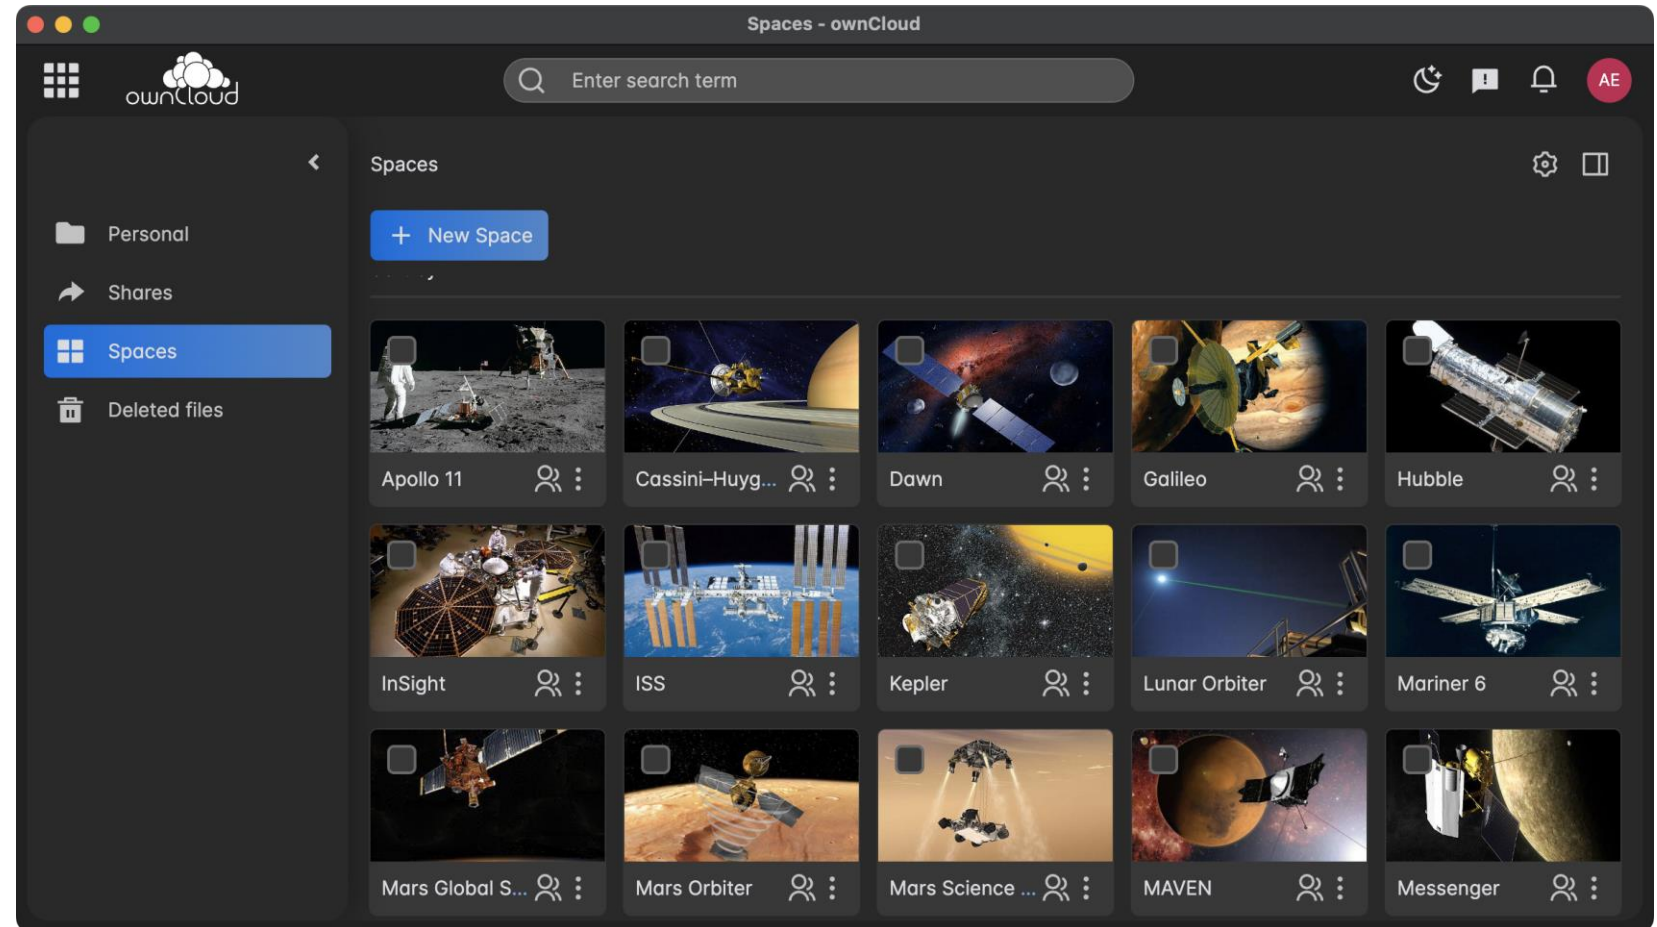 Spaces - ownCloud
ownCloud
Enter search term
AE
Spaces
Personal
New Space
Shares
Spaces
Deleted files
Apollo 11
Cassini–Huyg...
Dawn
Galileo
Hubble
InSight
ISS
Kepler
Lunar Orbiter
Mariner 6
Mars Global S...
Mars Orbiter
Mars Science ...
MAVEN
Messenger